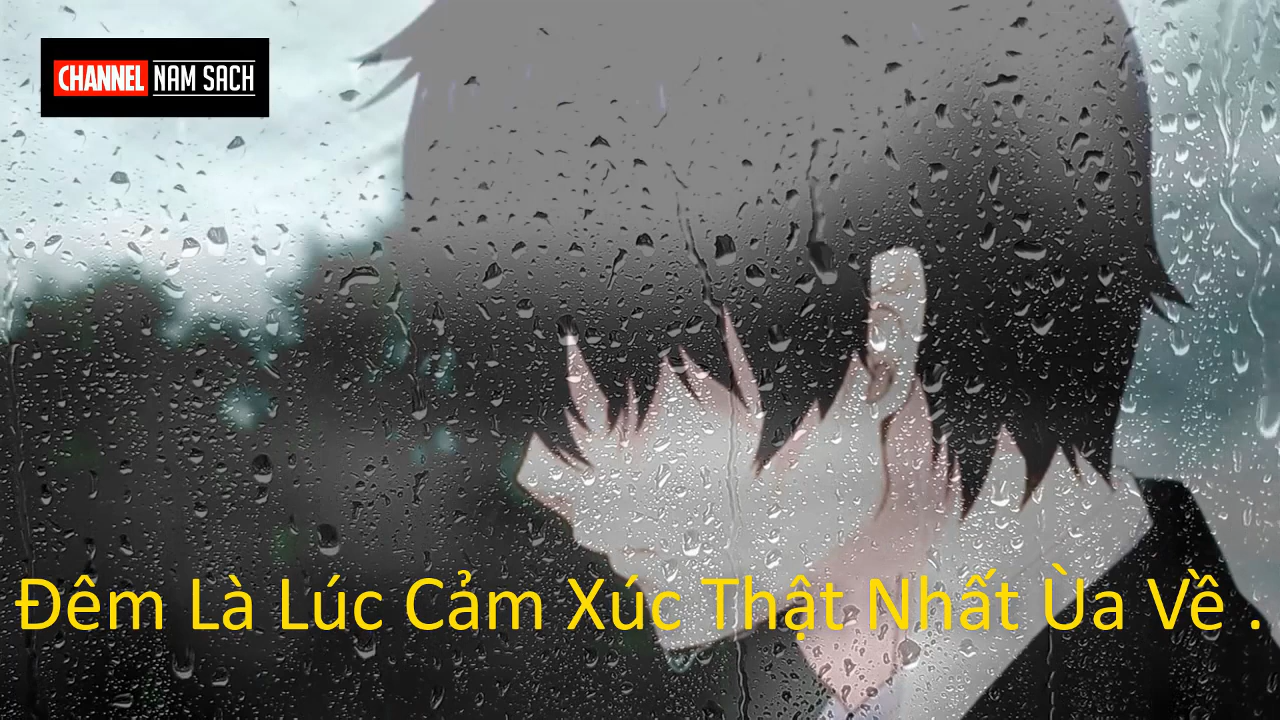 CHANNEL NAM SACH
Đêm Là Lúc Cảm Xúc Thật Nhất Ùa Về .